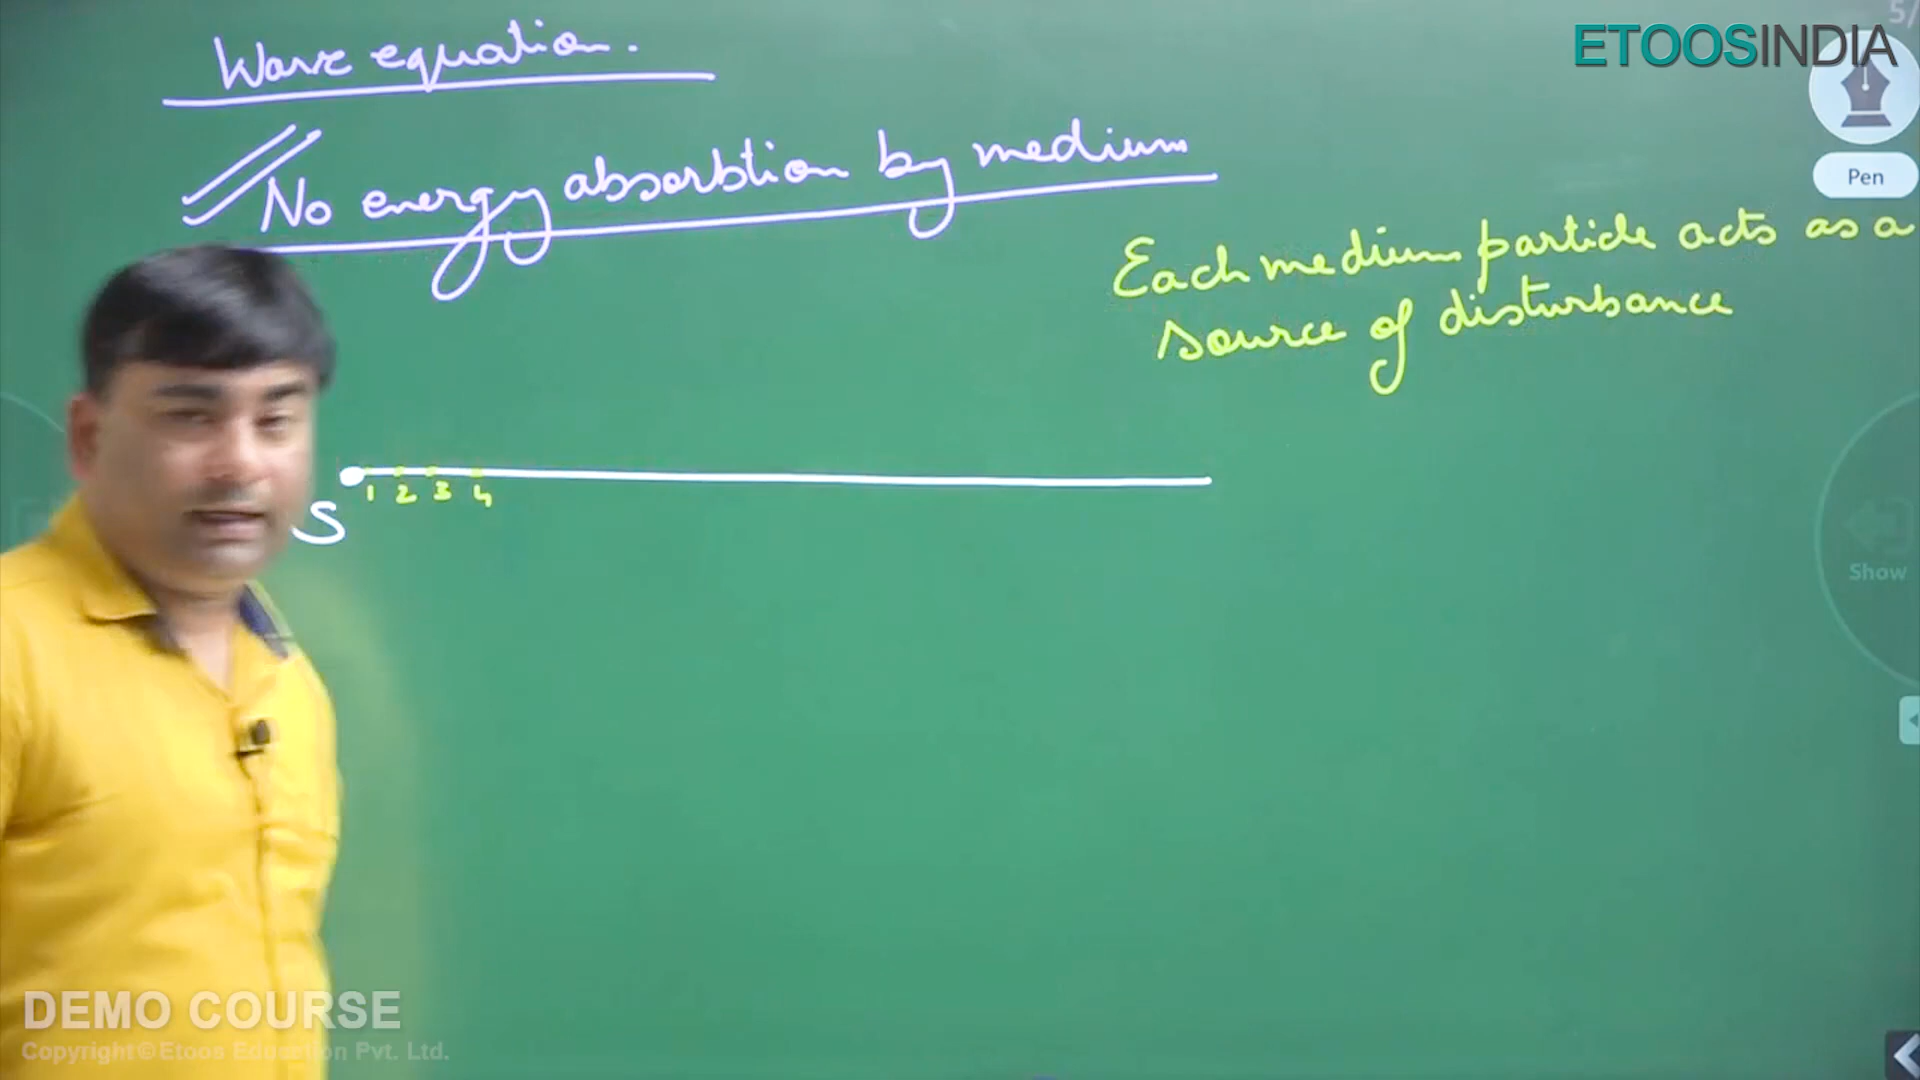 5/
ETOOSINDIA
Wave equation.
No energy absorbtion by medium
Pen
Each medium particle acts as a
source of disturbance
1 2 3 4
S
Show
DEMO COURSE
Copyright © Etoos Education Pvt. Ltd.